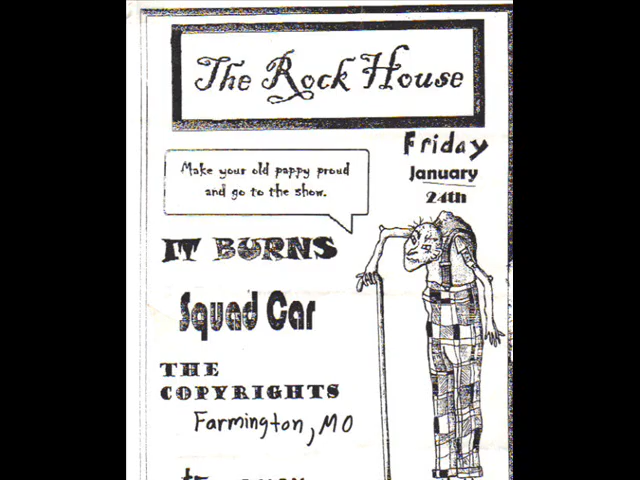 The Rock House
Friday
January
24th
Make your old pappy proud
and go to the show.
IT BURNS
Squad Car
THE
COPYRIGHTS
Farmington, MO